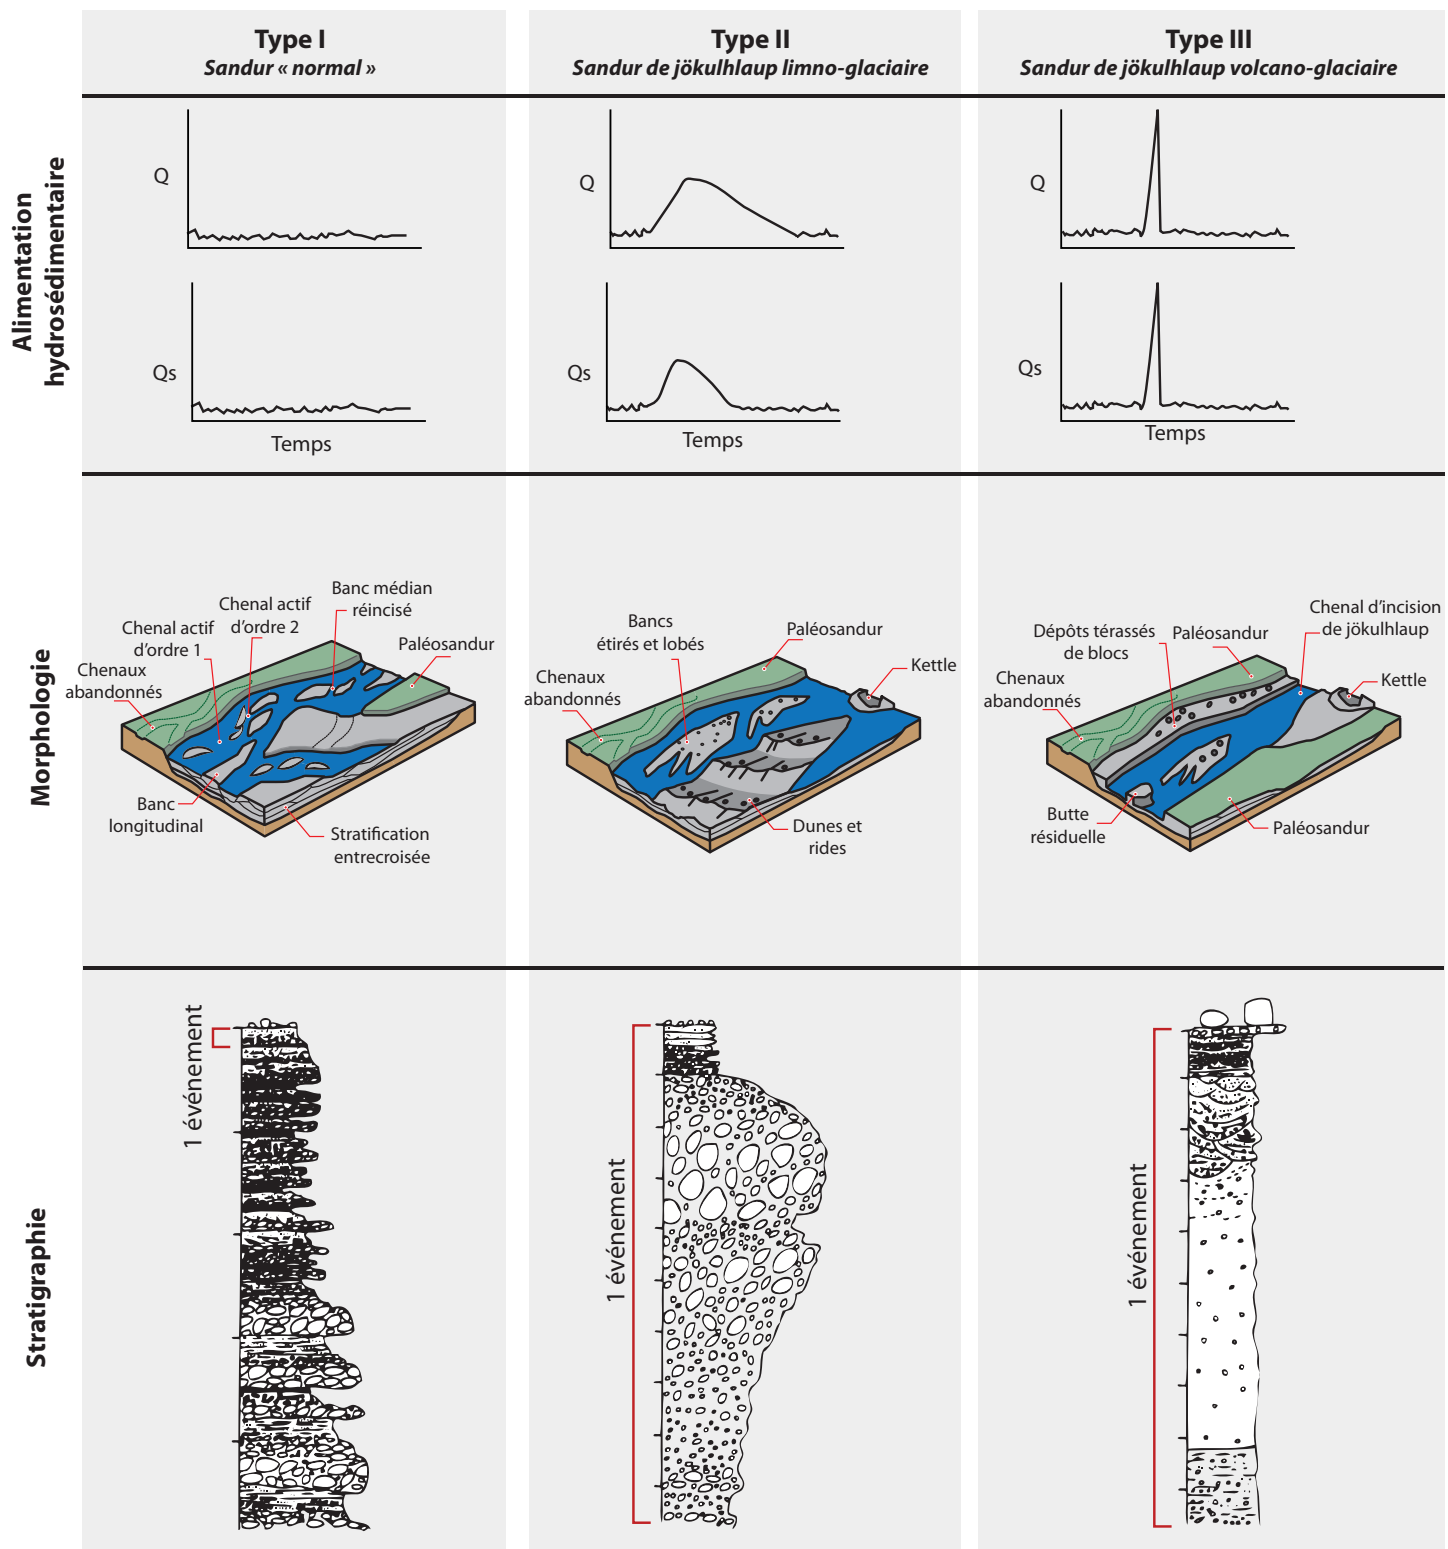 Type I
Sandur « normal »
Type II
Sandur de jökulhlaup limno-glaciaire
Type III
Sandur de jökulhlaup volcano-glaciaire
Alimentation
hydrosédimentaire
Q
Qs
Temps
Q
Qs
Temps
Q
Qs
Temps
Morphologie
Chenaux
abandonnés
Chenal actif
d'ordre 1
Chenal actif
d'ordre 2
Banc médian
réincisé
Paléosandur
Banc
longitudinal
Stratification
entrecroisée
Chenaux
abandonnés
Bancs
étirés et lobés
Paléosandur
Kettle
Dunes et
rides
Chenaux
abandonnés
Dépôts térassés
de blocs
Paléosandur
Chenal d'incision
de jökulhlaup
Kettle
Butte
résiduelle
Paléosandur
Stratigraphie
1 événement
1 événement
1 événement